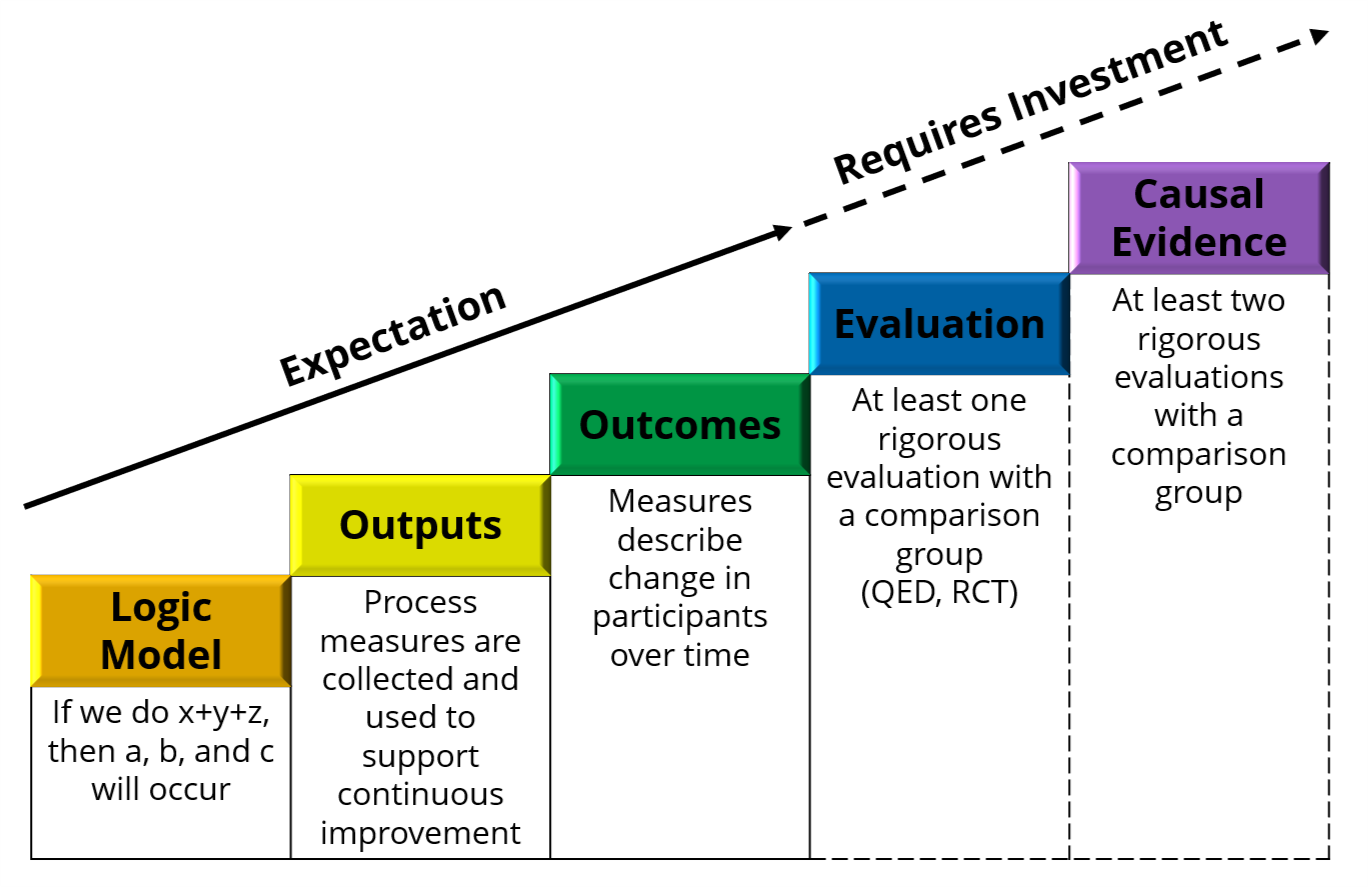 Requires Investment
Expectation
Logic
Model
If we do x+y+z,
then a, b, and c
will occur
Outputs
Process
measures are
collected and
used to
support
continuous
improvement
Outcomes
Measures
describe
change in
participants
over time
Evaluation
At least one
rigorous
evaluation with
a comparison
group
(QED, RCT)
Causal
Evidence
At least two
rigorous
evaluations
with a
comparison
group